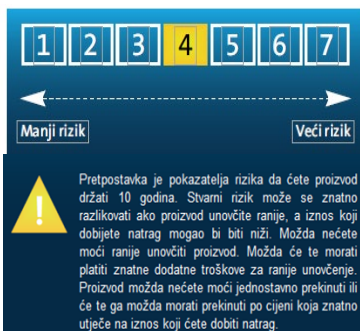 1 2 3 4 5 6 7
Manji rizik Veći rizik
Pretpostavka je pokazatelja rizika da ćete proizvod
držati 10 godina. Stvarni rizik može se znatno
razlikovati ako proizvod unovčite ranije, a iznos koji
dobijete natrag mogao bi biti niži. Možda nećete
moći ranije unovčiti proizvod. Možda će te morati
platiti znatne dodatne troškove za ranije unovčenje.
Proizvod možda nećete moći jednostavno prekinuti ili
će te ga možda morati prekinuti po cijeni koja znatno
utječe na iznos koji ćete dobiti natrag.